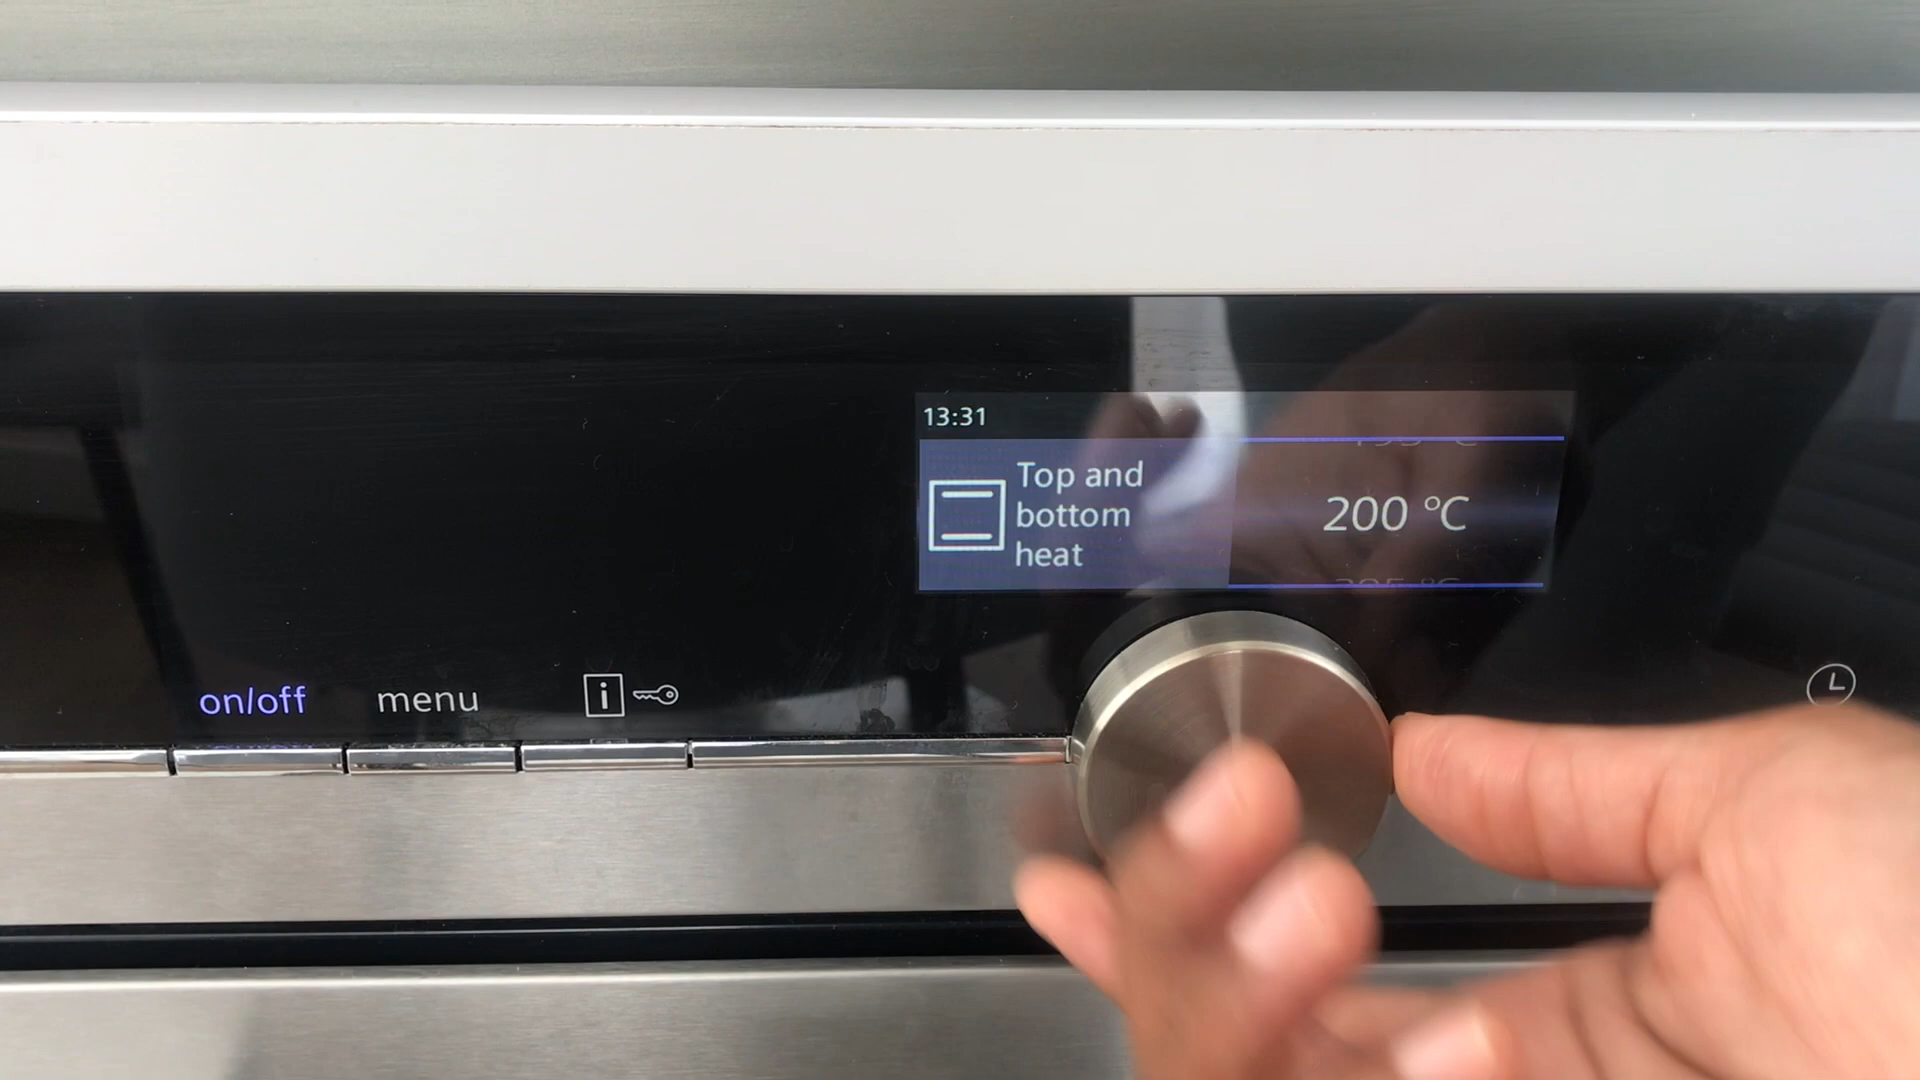 13:31
Top and
bottom
heat
200 °C
on/off
menu
i